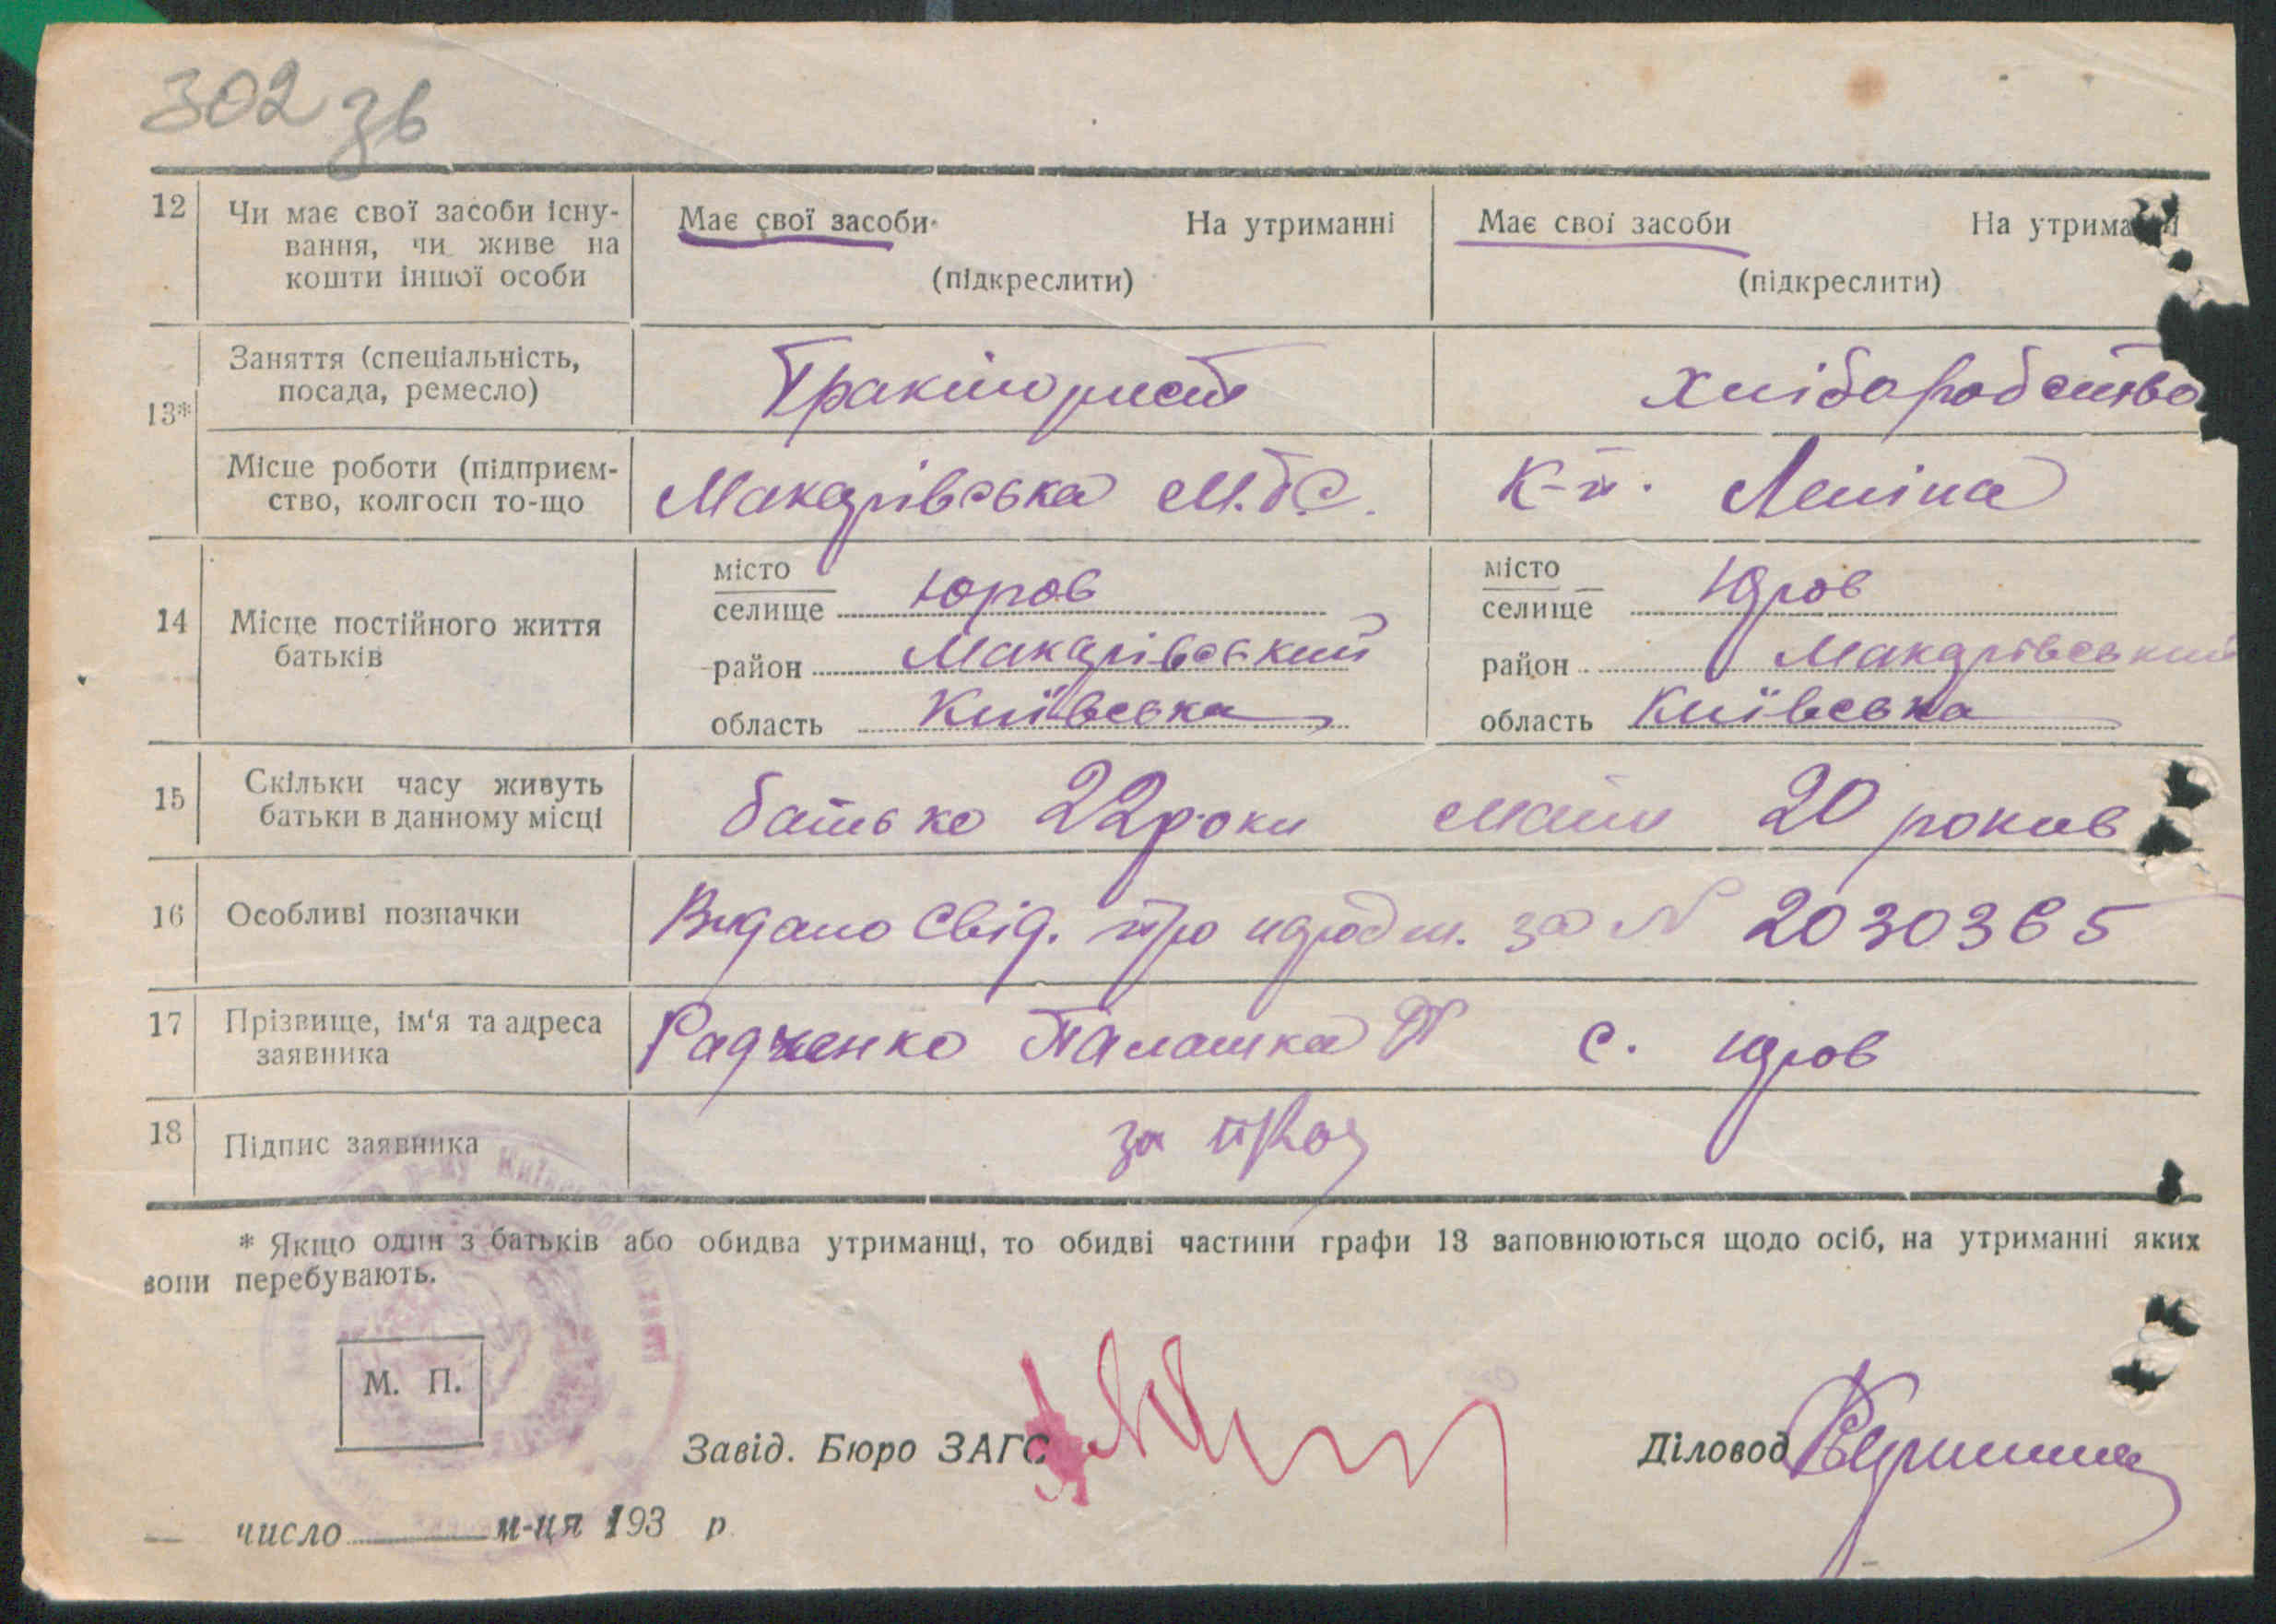 302 зв
12 Чи має свої засоби існу-
вання, чи живе на
кошти іншої особи
Має свої засоби На утриманні
(підкреслити)
Має свої засоби На утриманні
(підкреслити)
13*
Заняття (спеціальність,
посада, ремесло)
Тракторист
хліборобство
Місце роботи (підприєм-
ство, колгосп то-що
Макарівська М.Т.С.
К-п. Леніна
14 Місце постійного життя
батьків
місто
селище Юров
район Макарівський
область Київська
місто
селище Юров
район Макарівський
область Київська
15 Скільки часу живуть
батьки в данному місці
батько 22 роки мати 20 роков
16 Особливі позначки
Видано свід. про народж. за N 2030365
17 Прізвище, ім'я та адреса
заявника
Радченко Палашка П с. Юров
18 Підпис заявника
за
* Якщо один з батьків або обидва утриманці, то обидві частини графи 13 заповнюються щодо осіб, на утриманні яких
вони перебувають.
М. П.
Завід. Бюро ЗАГС
Діловод
число м-ця 193 р